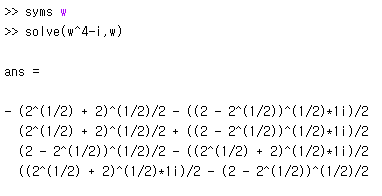 >> syms w
>> solve(w^4-i,w)
ans =
- (2^(1/2) + 2)^(1/2)/2 - ((2 - 2^(1/2))^(1/2)*1i)/2
(2^(1/2) + 2)^(1/2)/2 + ((2 - 2^(1/2))^(1/2)*1i)/2
(2 - 2^(1/2))^(1/2)/2 - ((2^(1/2) + 2)^(1/2)*1i)/2
((2^(1/2) + 2)^(1/2)*1i)/2 - (2 - 2^(1/2))^(1/2)/2